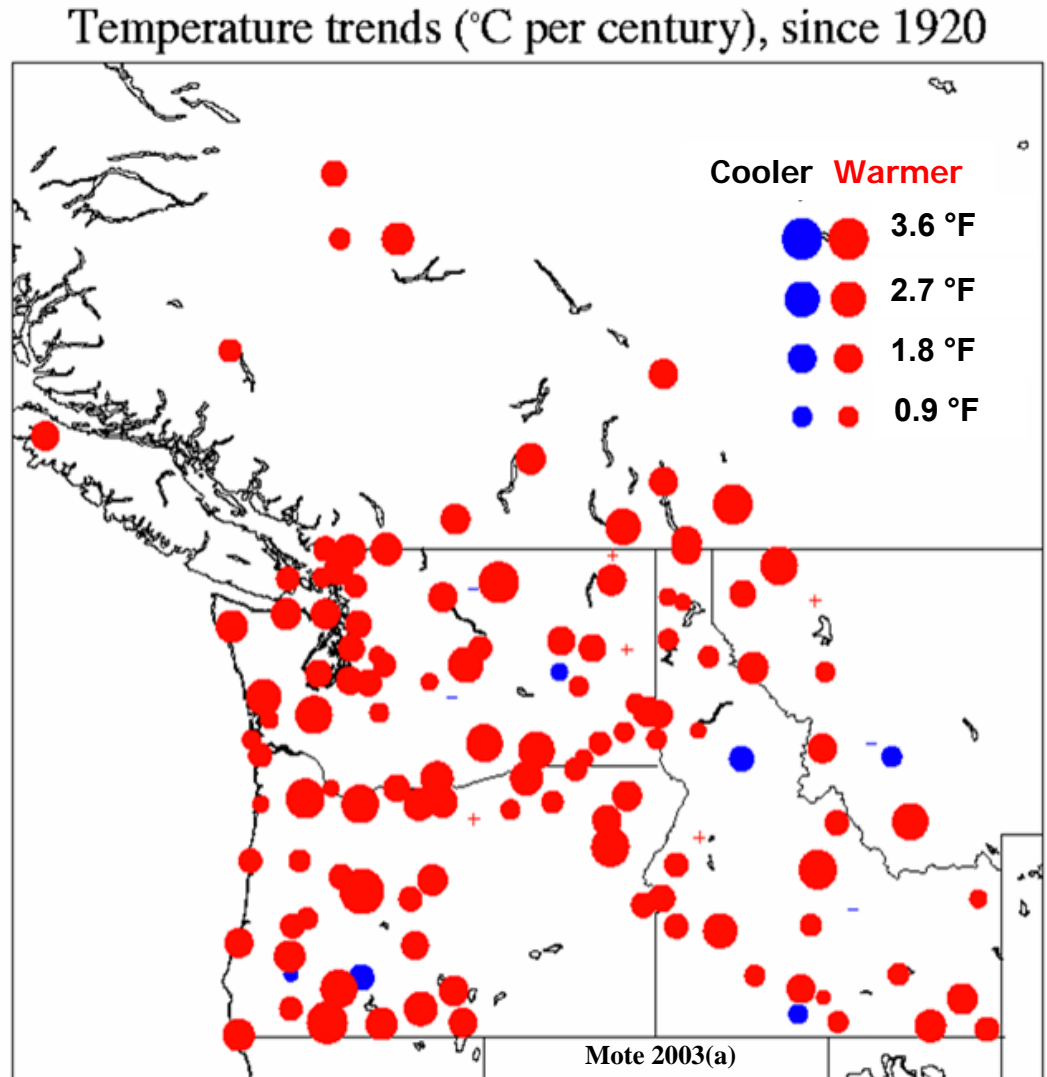 Temperature trends (°C per century), since 1920
Cooler Warmer
3.6 °F
2.7 °F
1.8 °F
0.9 °F
Mote 2003(a)